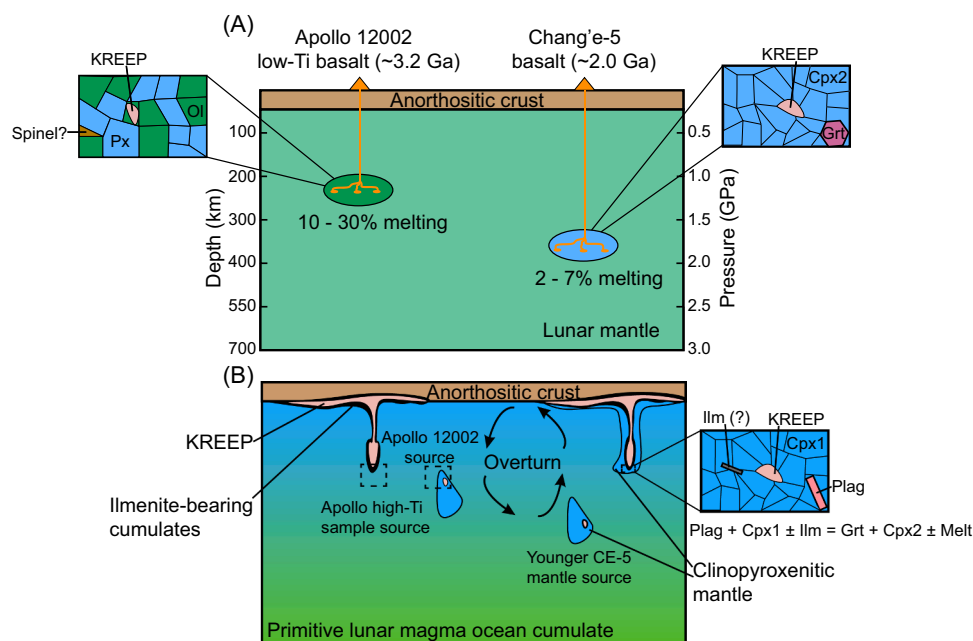 (A)
Apollo 12002
low-Ti basalt (~3.2 Ga)
Chang'e-5
basalt (~2.0 Ga)
KREEP
Ol
Spinel?
Px
KREEP
Cpx2
Grt
Anorthositic crust
Depth (km)
100
200
300
400
550
700
Pressure (GPa)
0.5
1.0
1.5
2.0
2.5
3.0
10 - 30% melting
2 - 7% melting
Lunar mantle
(B)
Anorthositic crust
KREEP
Ilmenite-bearing
cumulates
Apollo 12002
source
Apollo high-Ti
sample source
Overturn
Younger CE-5
mantle source
Ilm (?)
KREEP
Cpx1
Plag
Plag + Cpx1 ± Ilm = Grt + Cpx2 ± Melt
Clinopyroxenitic
mantle
Primitive lunar magma ocean cumulate